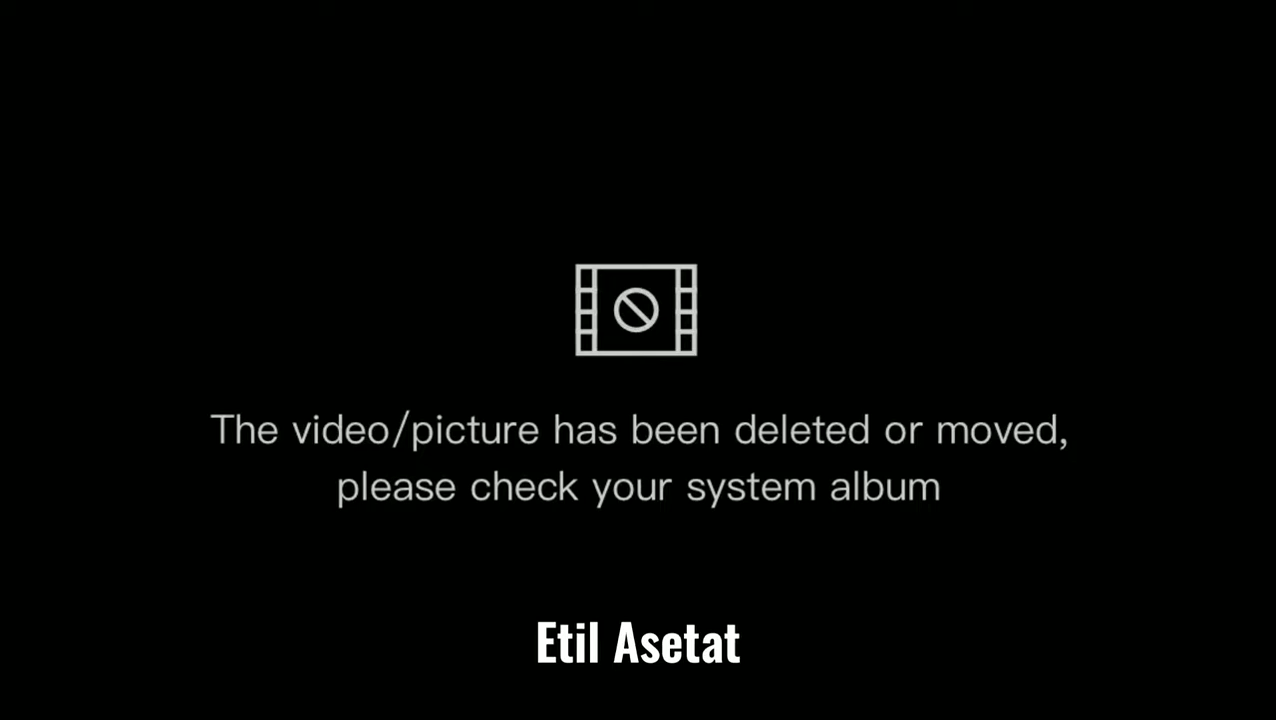 The video/picture has been deleted or moved,
please check your system album
Etil Asetat